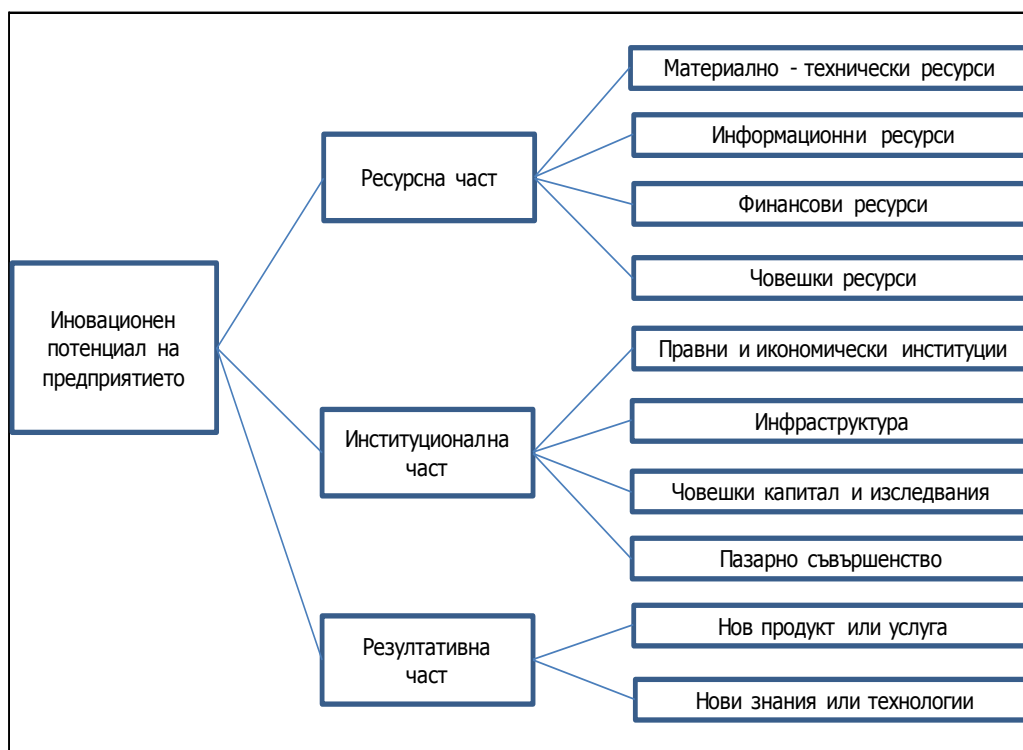 Иновационен
потенциал на
предприятието
Ресурсна част
Материално - технически ресурси
Информационни ресурси
Финансови ресурси
Човешки ресурси
Институционална
част
Правни и икономически институции
Инфраструктура
Човешки капитал и изследвания
Пазарно съвършенство
Резултативна
част
Нов продукт или услуга
Нови знания или технологии